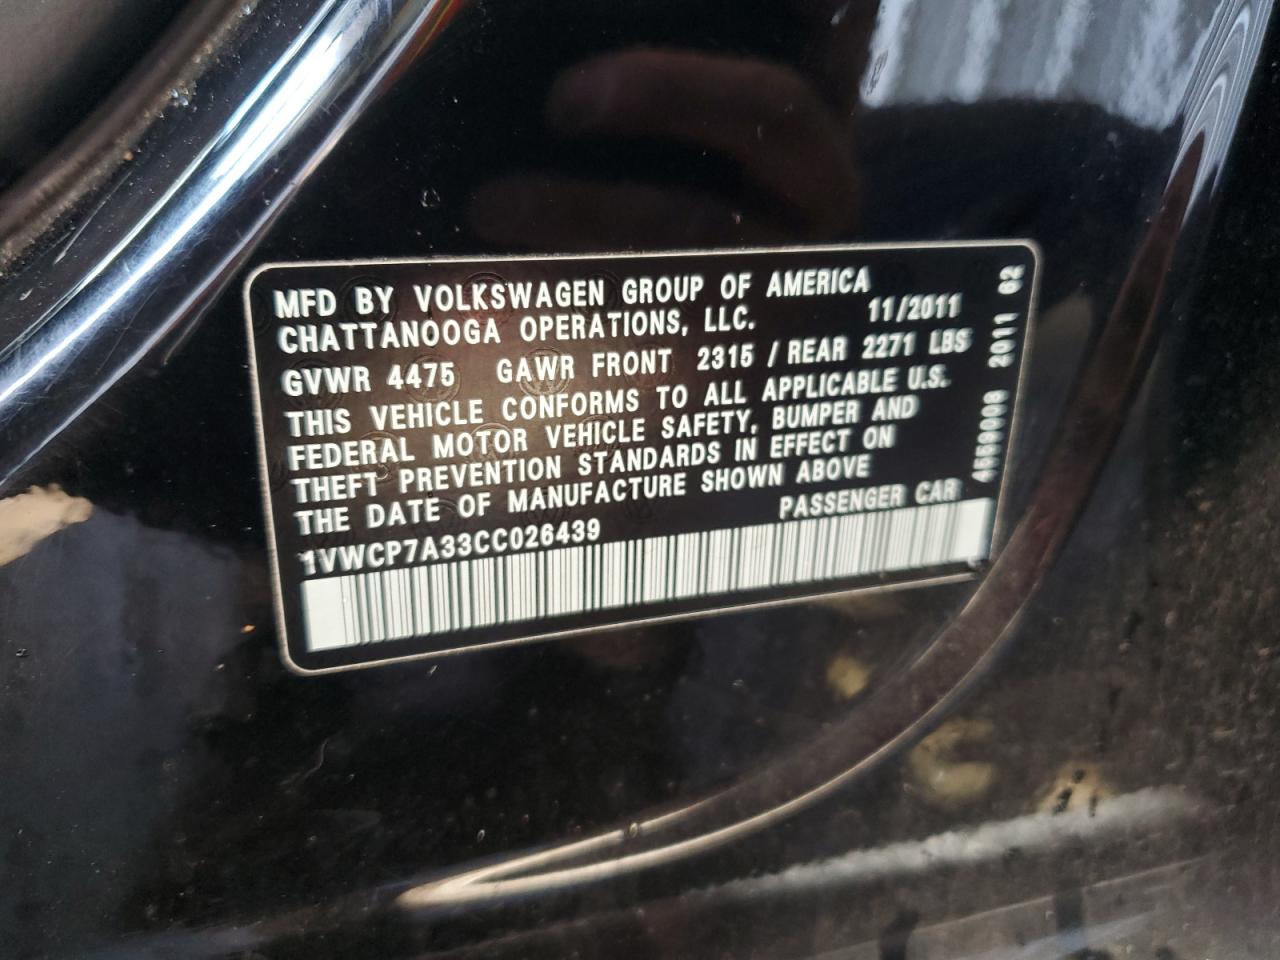 MFD BY VOLKSWAGEN GROUP OF AMERICA
CHATTANOOGA OPERATIONS, LLC. 11/2011
GVWR 4475 GAWR FRONT 2315 / REAR 2271 LBS
THIS VEHICLE CONFORMS TO ALL APPLICABLE U.S.
FEDERAL MOTOR VEHICLE SAFETY, BUMPER AND
THEFT PREVENTION STANDARDS IN EFFECT ON
THE DATE OF MANUFACTURE SHOWN ABOVE
1VWCP7A33CC026439 PASSENGER CAR
4559008 2011 62